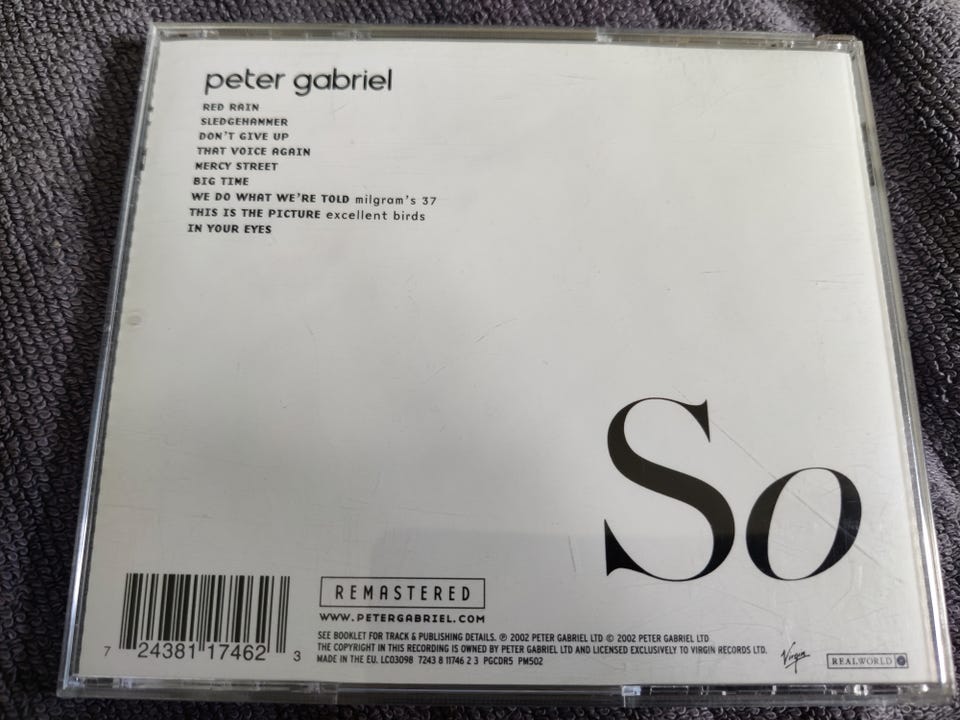 peter gabriel
RED RAIN
SLEDGEHAMMER
DON'T GIVE UP
THAT VOICE AGAIN
MERCY STREET
BIG TIME
WE DO WHAT WE'RE TOLD milgram's 37
THIS IS THE PICTURE excellent birds
IN YOUR EYES
So
REMASTERED
WWW.PETERGABRIEL.COM
7 24381 17462 3
SEE BOOKLET FOR TRACK & PUBLISHING DETAILS. ℗ 2002 PETER GABRIEL LTD © 2002 PETER GABRIEL LTD
THE COPYRIGHT IN THIS RECORDING IS OWNED BY PETER GABRIEL LTD AND LICENSED EXCLUSIVELY TO VIRGIN RECORDS LTD.
MADE IN THE EU. LC03098 7243 8 11746 2 3 PGCDR5 PM502
Virgin
REALWORLD